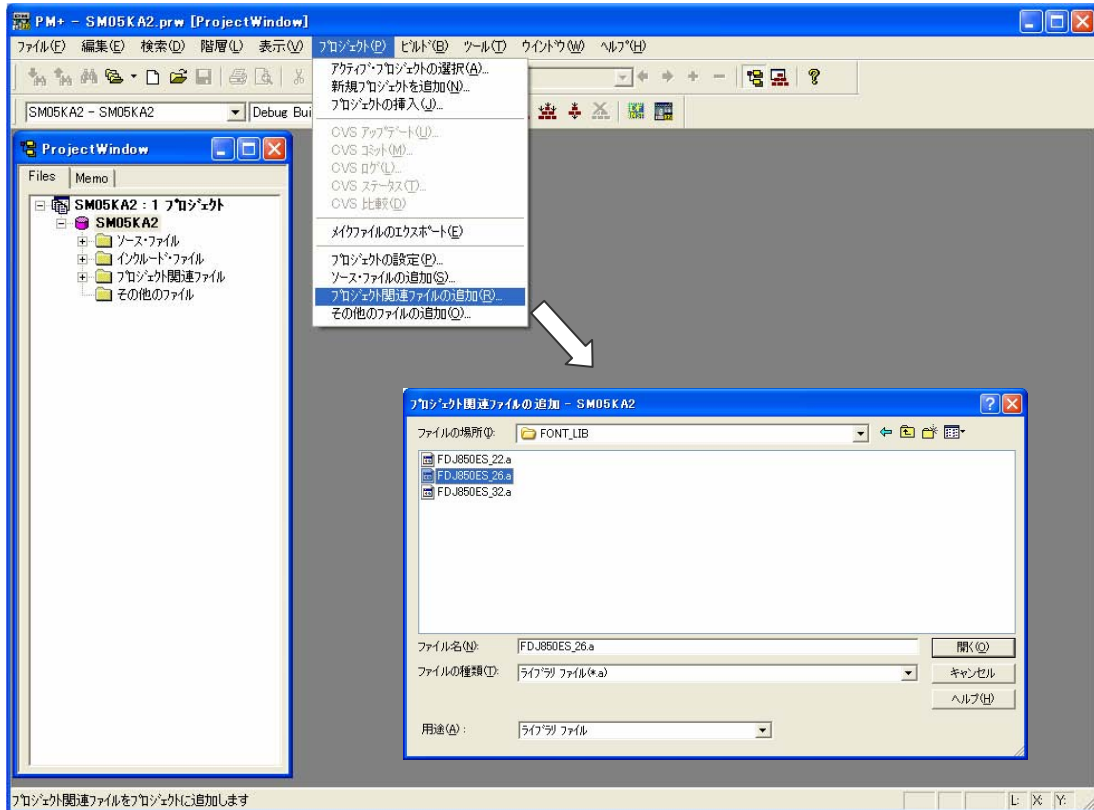 PM+ - SM05KA2.prw [ProjectWindow]
ファイル(F) 編集(E) 検索(D) 階層(L) 表示(V) プロジェクト(P) ビルド(B) ツール(T) ウインドウ(W) ヘルプ(H)
SM05KA2 - SM05KA2
Debug Bui
アクティブ・プロジェクトの選択(A)...
新規プロジェクトを追加(N)...
プロジェクトの挿入(J)...
CVS アップデート(U)...
CVS コミット(M)...
CVS ログ(L)...
CVS ステータス(T)...
CVS 比較(D)
メイクファイルのエクスポート(E)
プロジェクトの設定(P)...
ソース・ファイルの追加(S)...
プロジェクト関連ファイルの追加(R)...
その他のファイルの追加(O)...
ProjectWindow
Files Memo
SM05KA2 : 1 プロジェクト
SM05KA2
ソース・ファイル
インクルード・ファイル
プロジェクト関連ファイル
その他のファイル
プロジェクト関連ファイルの追加 - SM05KA2
ファイルの場所(I): FONT_LIB
FDJ850ES_22.a
FDJ850ES_26.a
FDJ850ES_32.a
ファイル名(N): FDJ850ES_26.a 開く(O)
ファイルの種類(T): ライブラリ ファイル(*.a) キャンセル
ヘルプ(H)
用途(A) : ライブラリ ファイル
プロジェクト関連ファイルをプロジェクトに追加します
L: X: Y: